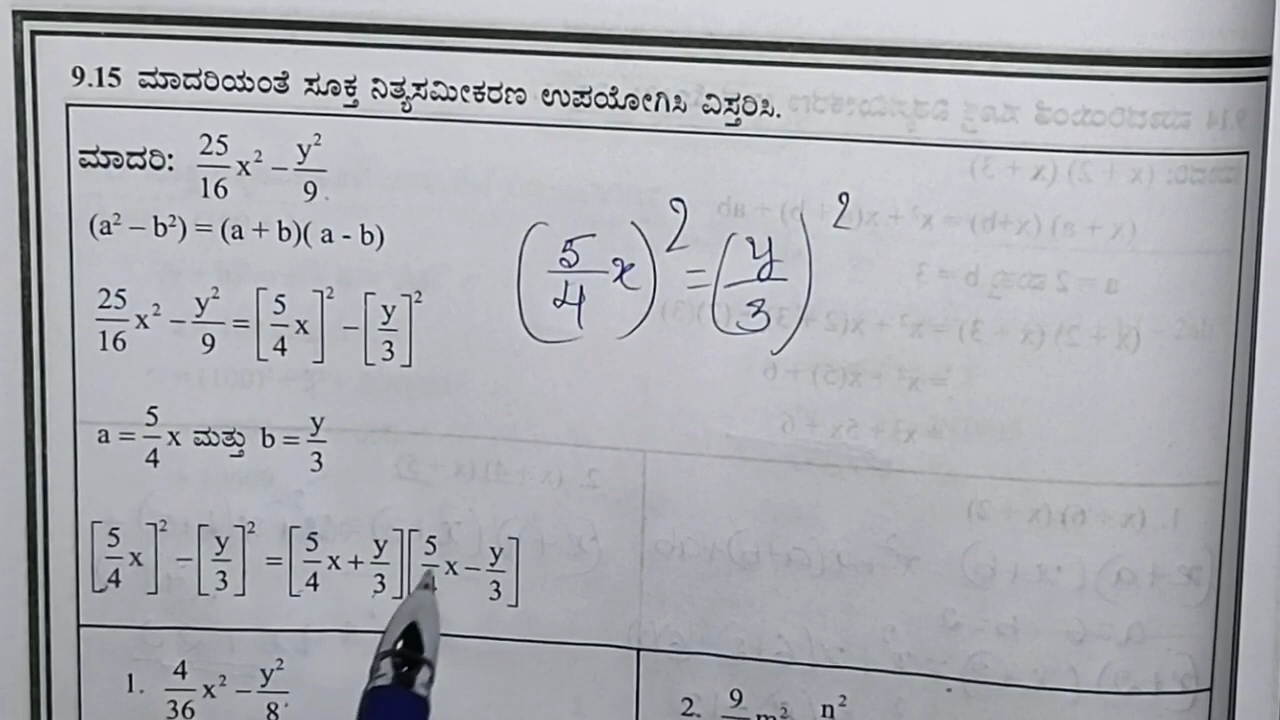 9.15 ಮಾದರಿಯಂತೆ ಸೂಕ್ತ ನಿತ್ಯಸಮೀಕರಣ ಉಪಯೋಗಿಸಿ ವಿಸ್ತರಿಸಿ.
ಮಾದರಿ: 25/16 x² − y²/9
(a² – b²) = (a + b)( a - b)
25/16 x² − y²/9 = [5/4 x]² − [y/3]²
(5/4 x)² = (y/3)²
a = 5/4 x ಮತ್ತು b = y/3
[5/4 x]² − [y/3]² = [5/4 x + y/3][5/4 x − y/3]
1. 4/36 x² − y²/8
2. 9 m² n²